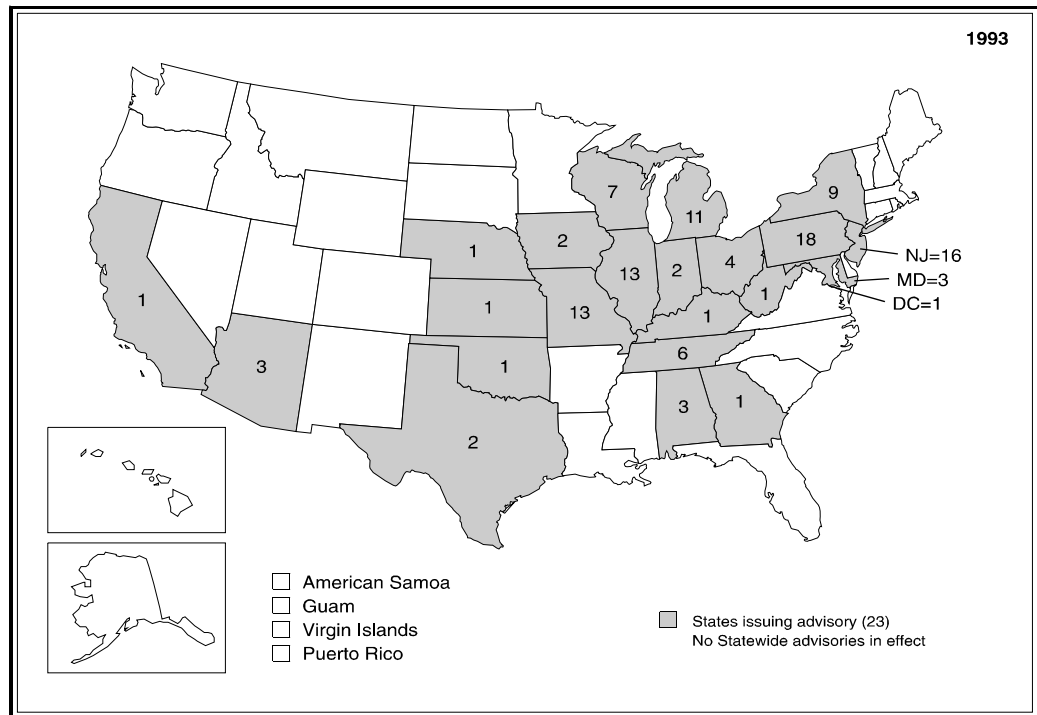 1993
7
9
11
18
1
2
4
NJ=16
13
2
MD=3
1
1
DC=1
1
13
1
6
3
1
3
1
2
American Samoa
Guam
Virgin Islands
Puerto Rico
States issuing advisory (23)
No Statewide advisories in effect